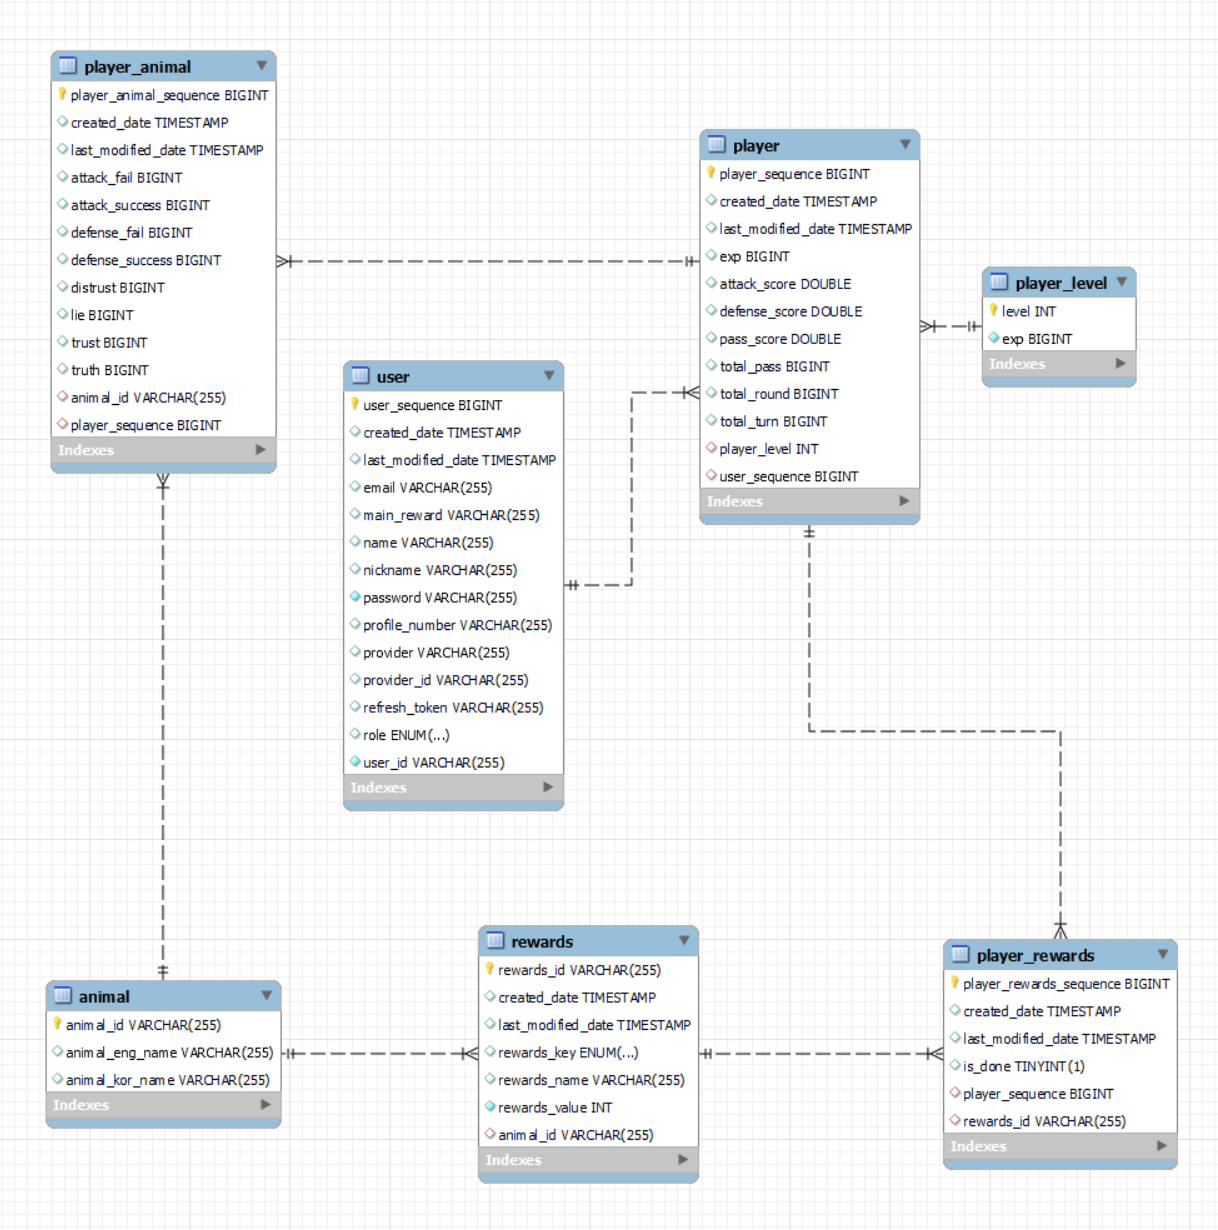 player_animal
player_animal_sequence BIGINT
created_date TIMESTAMP
last_modified_date TIMESTAMP
attack_fail BIGINT
attack_success BIGINT
defense_fail BIGINT
defense_success BIGINT
distrust BIGINT
lie BIGINT
trust BIGINT
truth BIGINT
animal_id VARCHAR(255)
player_sequence BIGINT
Indexes
player
player_sequence BIGINT
created_date TIMESTAMP
last_modified_date TIMESTAMP
exp BIGINT
attack_score DOUBLE
defense_score DOUBLE
pass_score DOUBLE
total_pass BIGINT
total_round BIGINT
total_turn BIGINT
player_level INT
user_sequence BIGINT
Indexes
player_level
level INT
exp BIGINT
Indexes
user
user_sequence BIGINT
created_date TIMESTAMP
last_modified_date TIMESTAMP
email VARCHAR(255)
main_reward VARCHAR(255)
name VARCHAR(255)
nickname VARCHAR(255)
password VARCHAR(255)
profile_number VARCHAR(255)
provider VARCHAR(255)
provider_id VARCHAR(255)
refresh_token VARCHAR(255)
role ENUM(...)
user_id VARCHAR(255)
Indexes
animal
animal_id VARCHAR(255)
animal_eng_name VARCHAR(255)
animal_kor_name VARCHAR(255)
Indexes
rewards
rewards_id VARCHAR(255)
created_date TIMESTAMP
last_modified_date TIMESTAMP
rewards_key ENUM(...)
rewards_name VARCHAR(255)
rewards_value INT
animal_id VARCHAR(255)
Indexes
player_rewards
player_rewards_sequence BIGINT
created_date TIMESTAMP
last_modified_date TIMESTAMP
is_done TINYINT(1)
player_sequence BIGINT
rewards_id VARCHAR(255)
Indexes